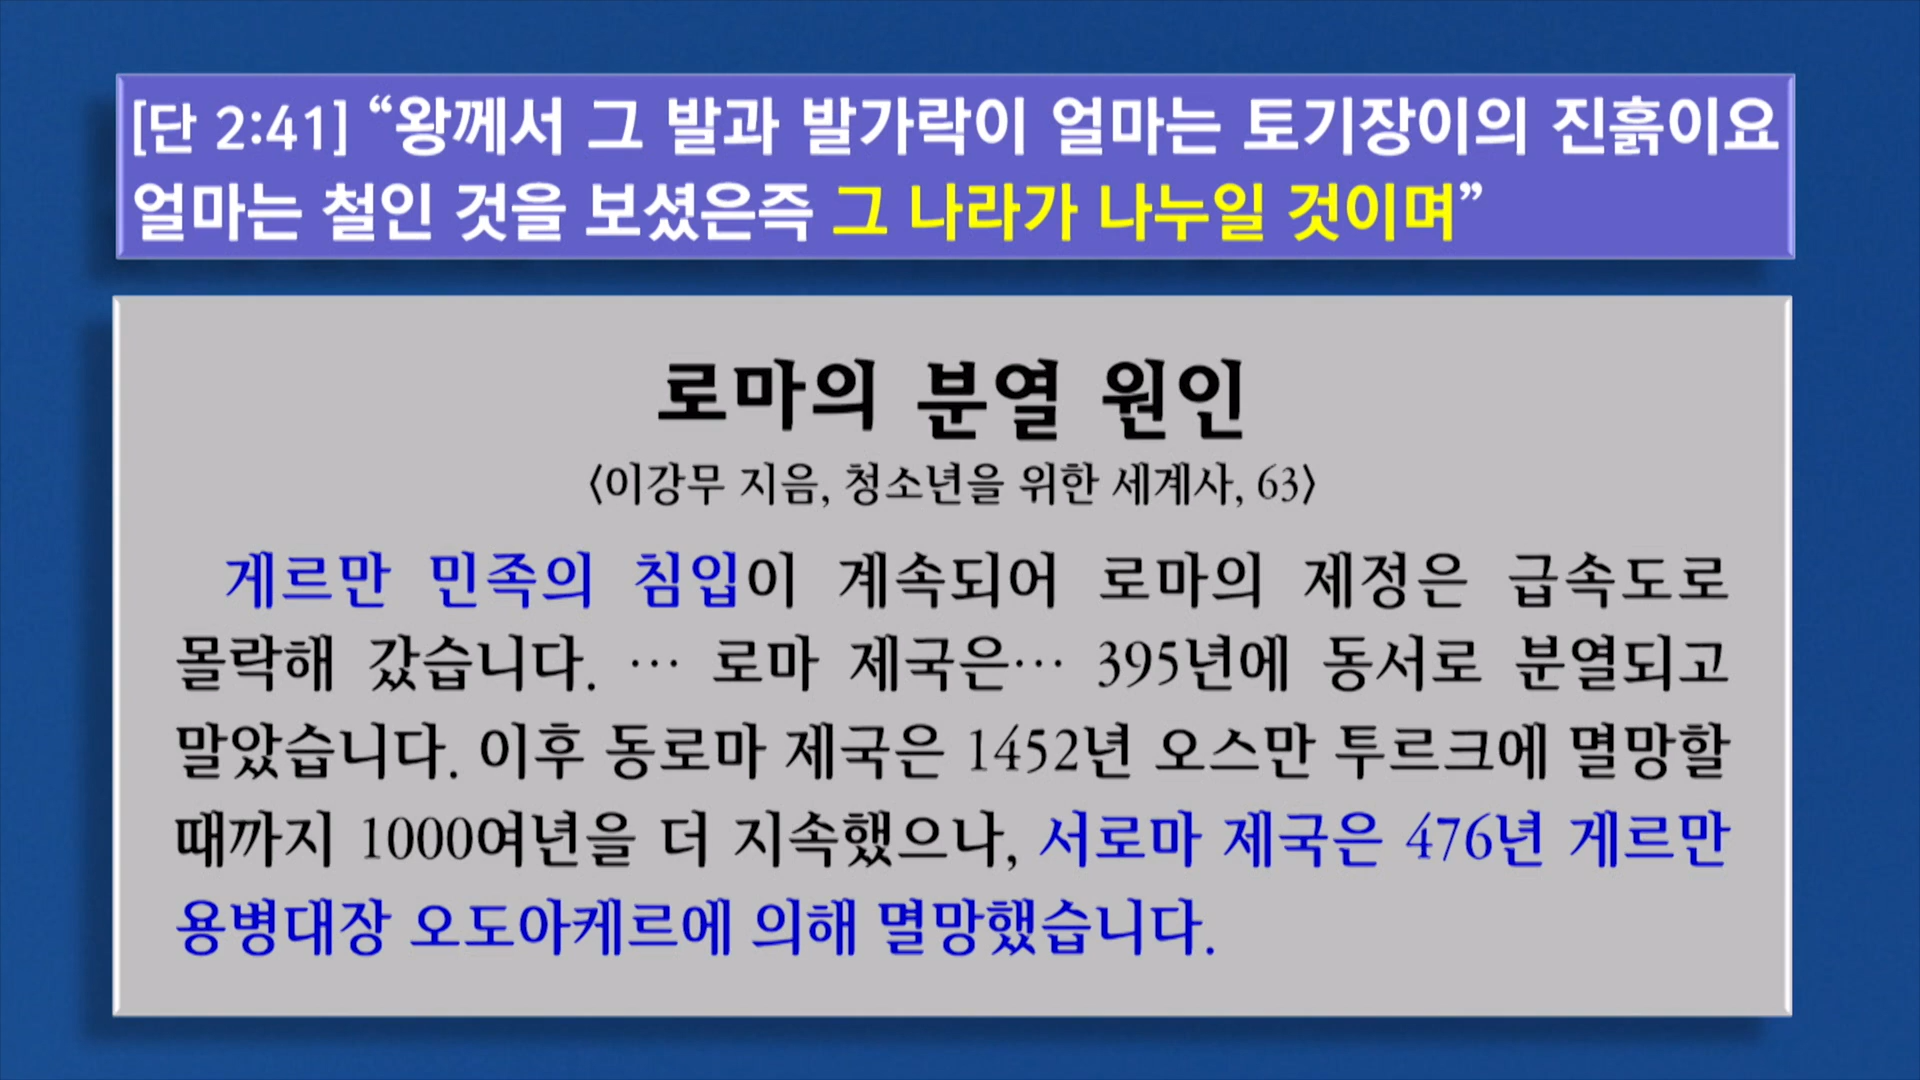 [단 2:41] “왕께서 그 발과 발가락이 얼마는 토기장이의 진흙이요
얼마는 철인 것을 보셨은즉 그 나라가 나누일 것이며”
로마의 분열 원인
〈이강무 지음, 청소년을 위한 세계사, 63〉
게르만 민족의 침입이 계속되어 로마의 제정은 급속도로
몰락해 갔습니다. … 로마 제국은… 395년에 동서로 분열되고
말았습니다. 이후 동로마 제국은 1452년 오스만 투르크에 멸망할
때까지 1000여년을 더 지속했으나, 서로마 제국은 476년 게르만
용병대장 오도아케르에 의해 멸망했습니다.